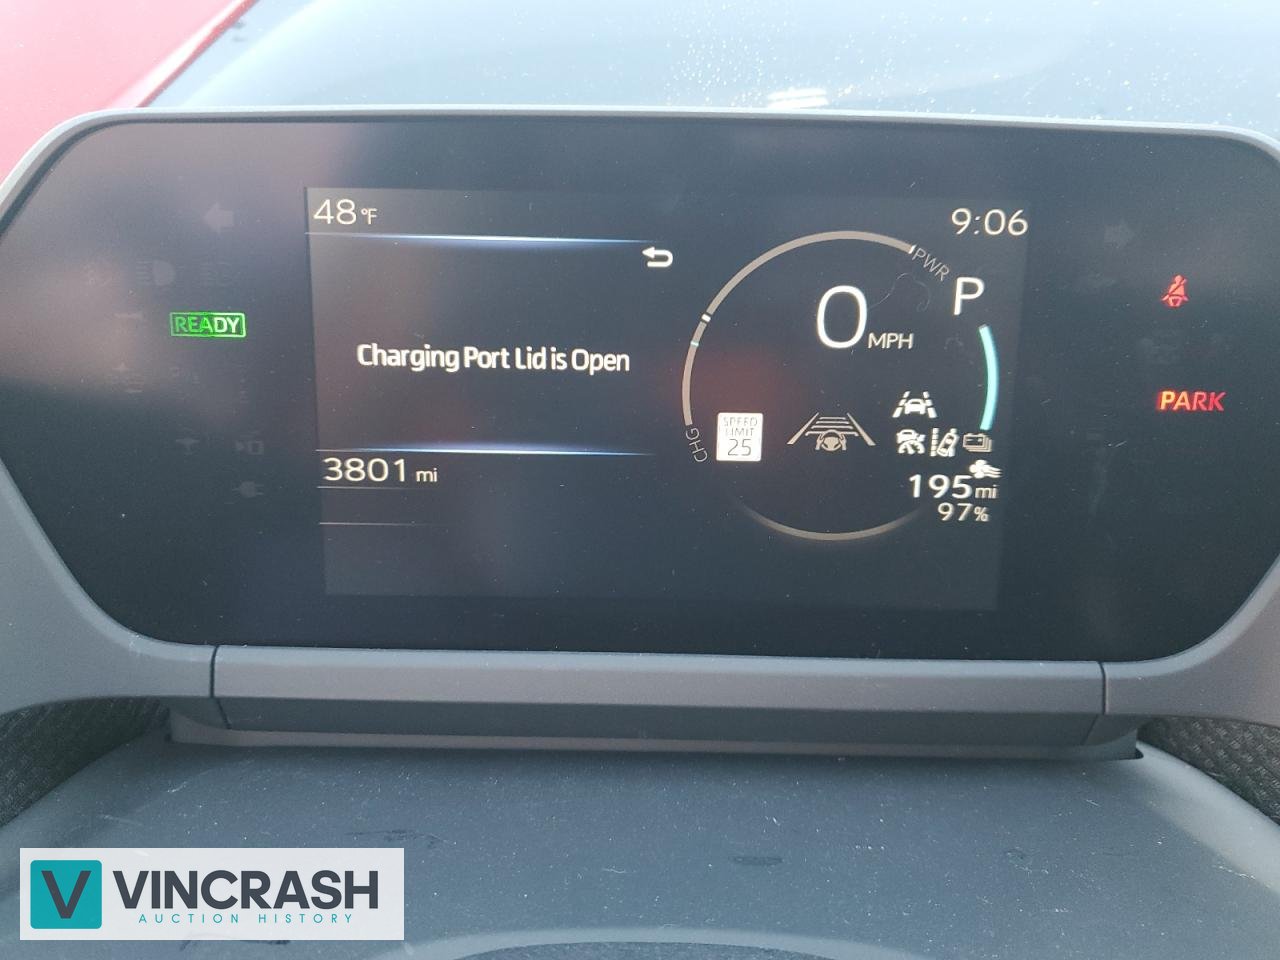 48°F
9:06
PWR
P
0 MPH
READY
Charging Port Lid is Open
PARK
SPEED
LIMIT
25
CHG
3801 mi
195mi
97%
V VINCRASH
AUCTION HISTORY